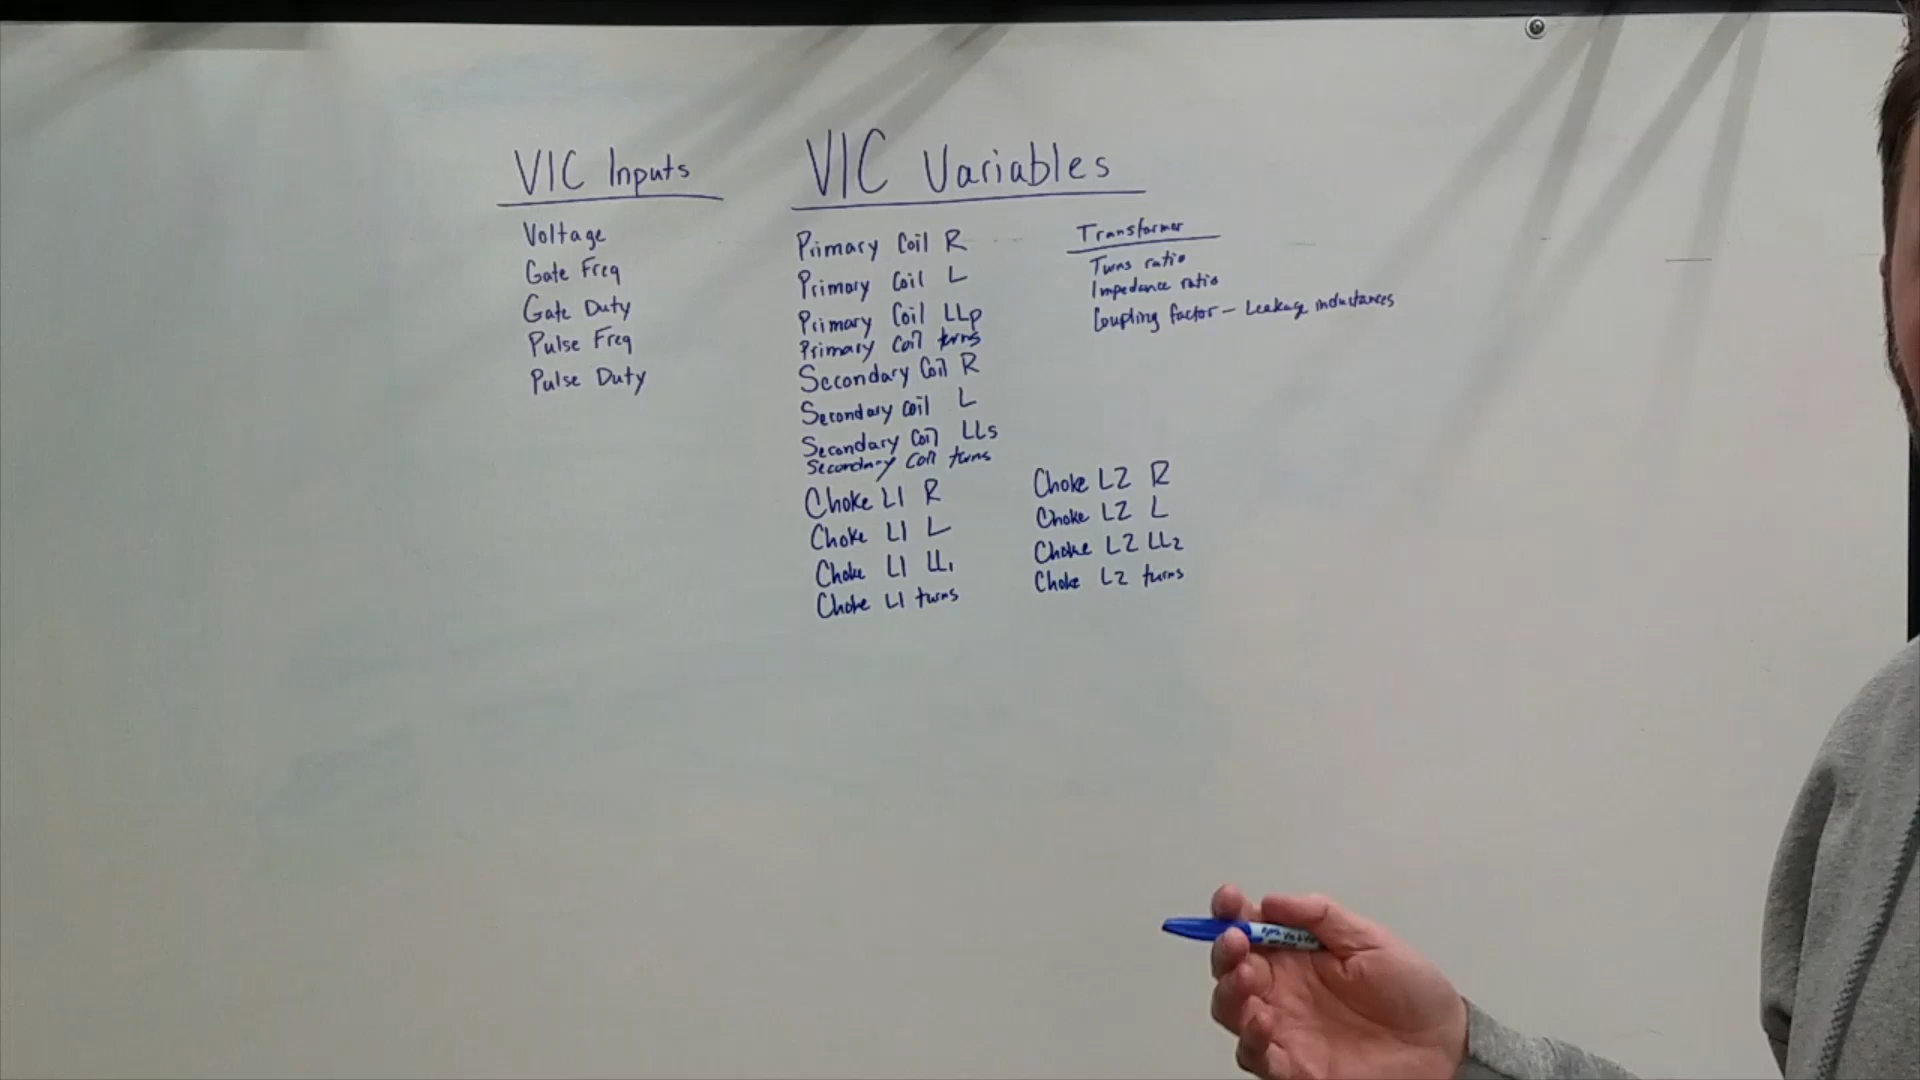 VIC Inputs
Voltage
Gate Freq
Gate Duty
Pulse Freq
Pulse Duty
VIC Variables
Primary Coil R
Primary Coil L
Primary Coil LLp
Primary Coil turns
Secondary Coil R
Secondary Coil L
Secondary Coil LLs
Secondary Coil turns
Choke L1 R
Choke L1 L
Choke L1 LL1
Choke L1 turns
Transformer
Turns ratio
Impedance ratio
Coupling factor – Leakage inductances
Choke L2 R
Choke L2 L
Choke L2 LL2
Choke L2 turns